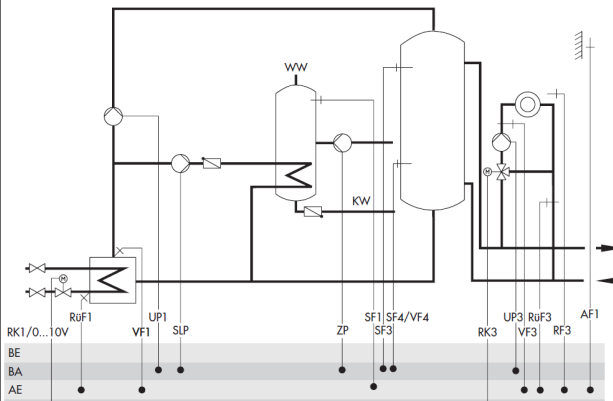 WW
M
KW
M
RüF1
UP1
SF1
SF4/VF4
UP3
RüF3
AF1
RK1/0...10V
VF1
SLP
ZP
SF3
RK3
VF3
RF3
BE
BA
AE